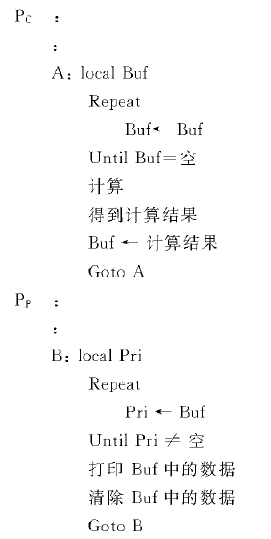 P_C :
:
A: local Buf
Repeat
Buf ← Buf
Until Buf=空
计算
得到计算结果
Buf ← 计算结果
Goto A
P_P :
:
B: local Pri
Repeat
Pri ← Buf
Until Pri ≠ 空
打印 Buf 中的数据
清除 Buf 中的数据
Goto B